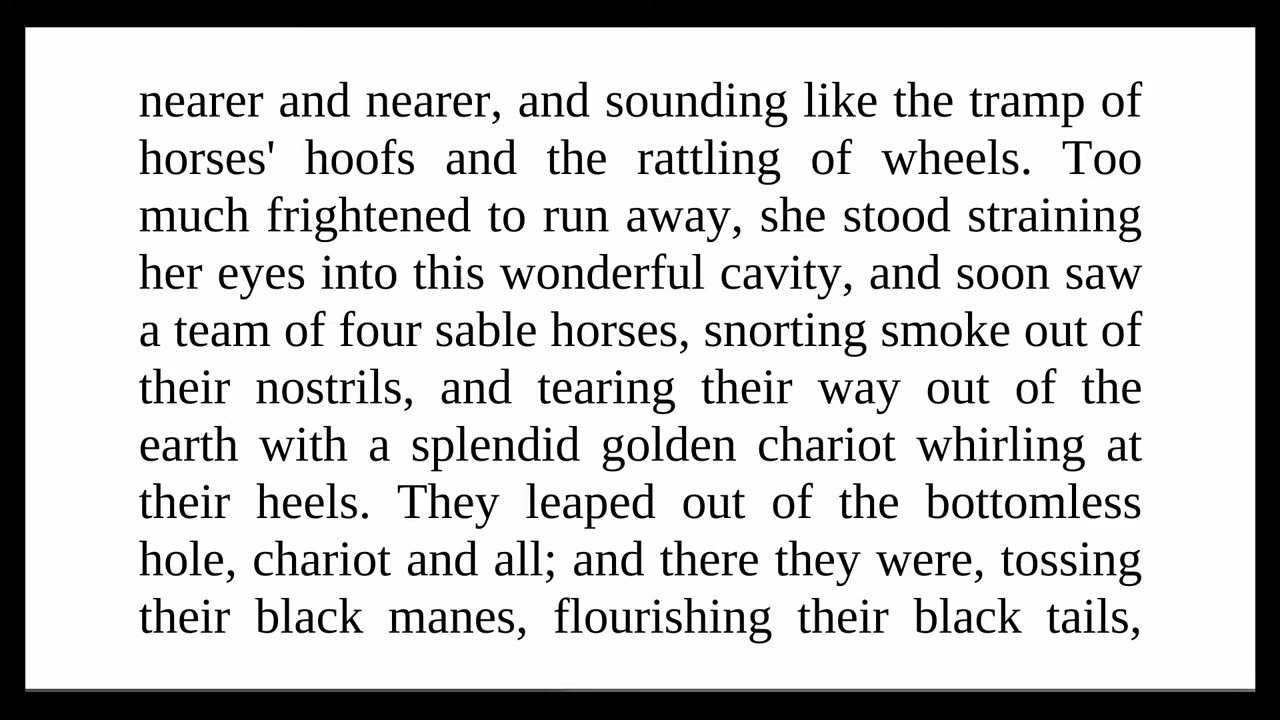 nearer and nearer, and sounding like the tramp of
horses' hoofs and the rattling of wheels. Too
much frightened to run away, she stood straining
her eyes into this wonderful cavity, and soon saw
a team of four sable horses, snorting smoke out of
their nostrils, and tearing their way out of the
earth with a splendid golden chariot whirling at
their heels. They leaped out of the bottomless
hole, chariot and all; and there they were, tossing
their black manes, flourishing their black tails,